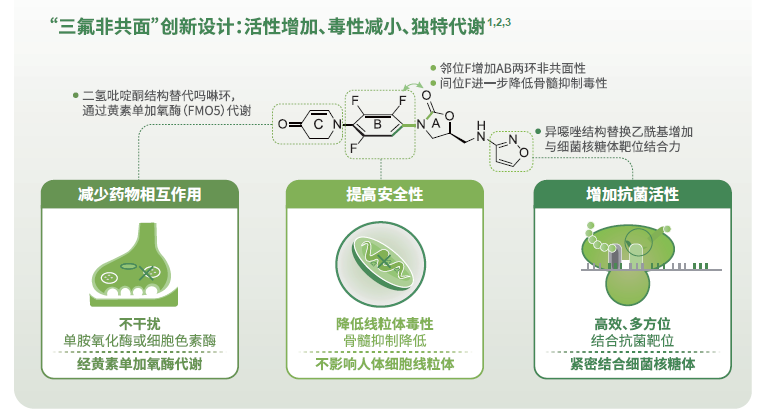 “三氟非共面”创新设计：活性增加、毒性减小、独特代谢1,2,3
● 邻位F增加AB两环非共面性
● 间位F进一步降低骨髓抑制毒性
● 二氢吡啶酮结构替代吗啉环，
通过黄素单加氧酶（FMO5）代谢
F
F
O
O
C
N
B
N
A
O
F
H
N
N
O
● 异噁唑结构替换乙酰基增加
与细菌核糖体靶位结合力
减少药物相互作用
不干扰
单胺氧化酶或细胞色素酶
经黄素单加氧酶代谢
提高安全性
降低线粒体毒性
骨髓抑制降低
不影响人体细胞线粒体
增加抗菌活性
高效、多方位
结合抗菌靶位
紧密结合细菌核糖体